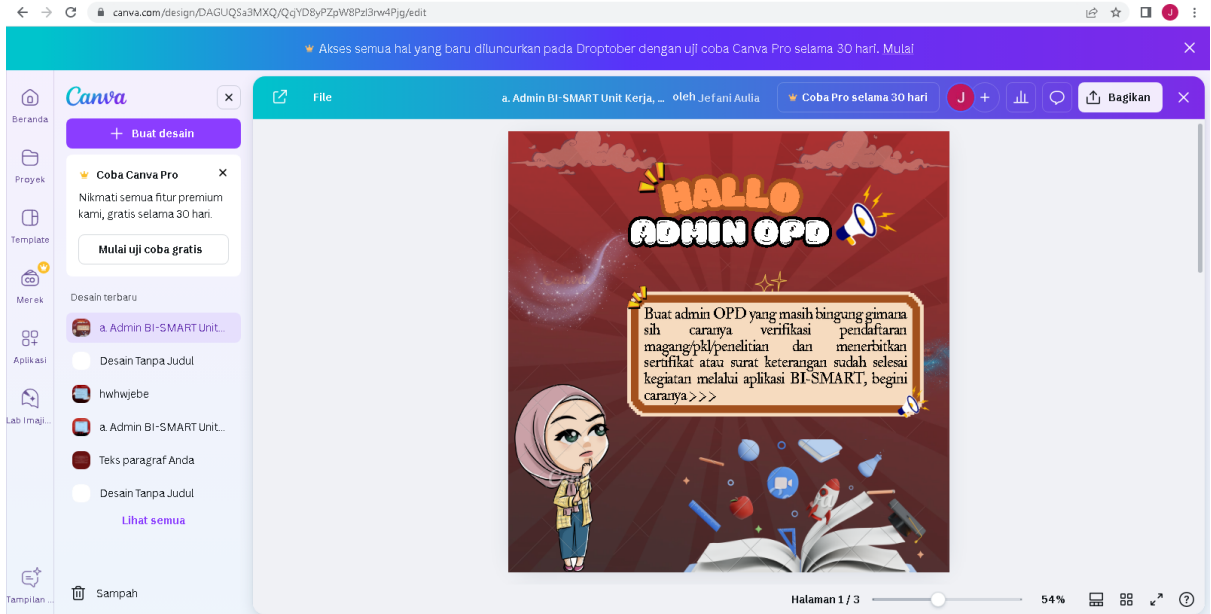 canva.com/design/DAGUQSa3MXQ/QcjYD8yPZpW8Pzl3rw4Pjg/edit
J
Akses semua hal yang baru diluncurkan pada Droptober dengan uji coba Canva Pro selama 30 hari. Mulai
Beranda
Proyek
Template
Merek
Aplikasi
Lab Imaji...
Tampilan ...
Canva
Buat desain
Coba Canva Pro
Nikmati semua fitur premium
kami, gratis selama 30 hari.
Mulai uji coba gratis
Desain terbaru
a. Admin BI-SMART Unit...
Desain Tanpa Judul
hwhwjebe
a. Admin BI-SMART Unit...
Teks paragraf Anda
Desain Tanpa Judul
Lihat semua
Sampah
File
a. Admin BI-SMART Unit Kerja, ... oleh Jefani Aulia
Coba Pro selama 30 hari
J
Bagikan
HALLO
ADMIN OPD
Buat admin OPD yang masih bingung gimana
sih caranya verifikasi pendaftaran
magang/pkl/penelitian dan menerbitkan
sertifikat atau surat keterangan sudah selesai
kegiatan melalui aplikasi BI-SMART, begini
caranya>>>
Halaman 1 / 3
54%